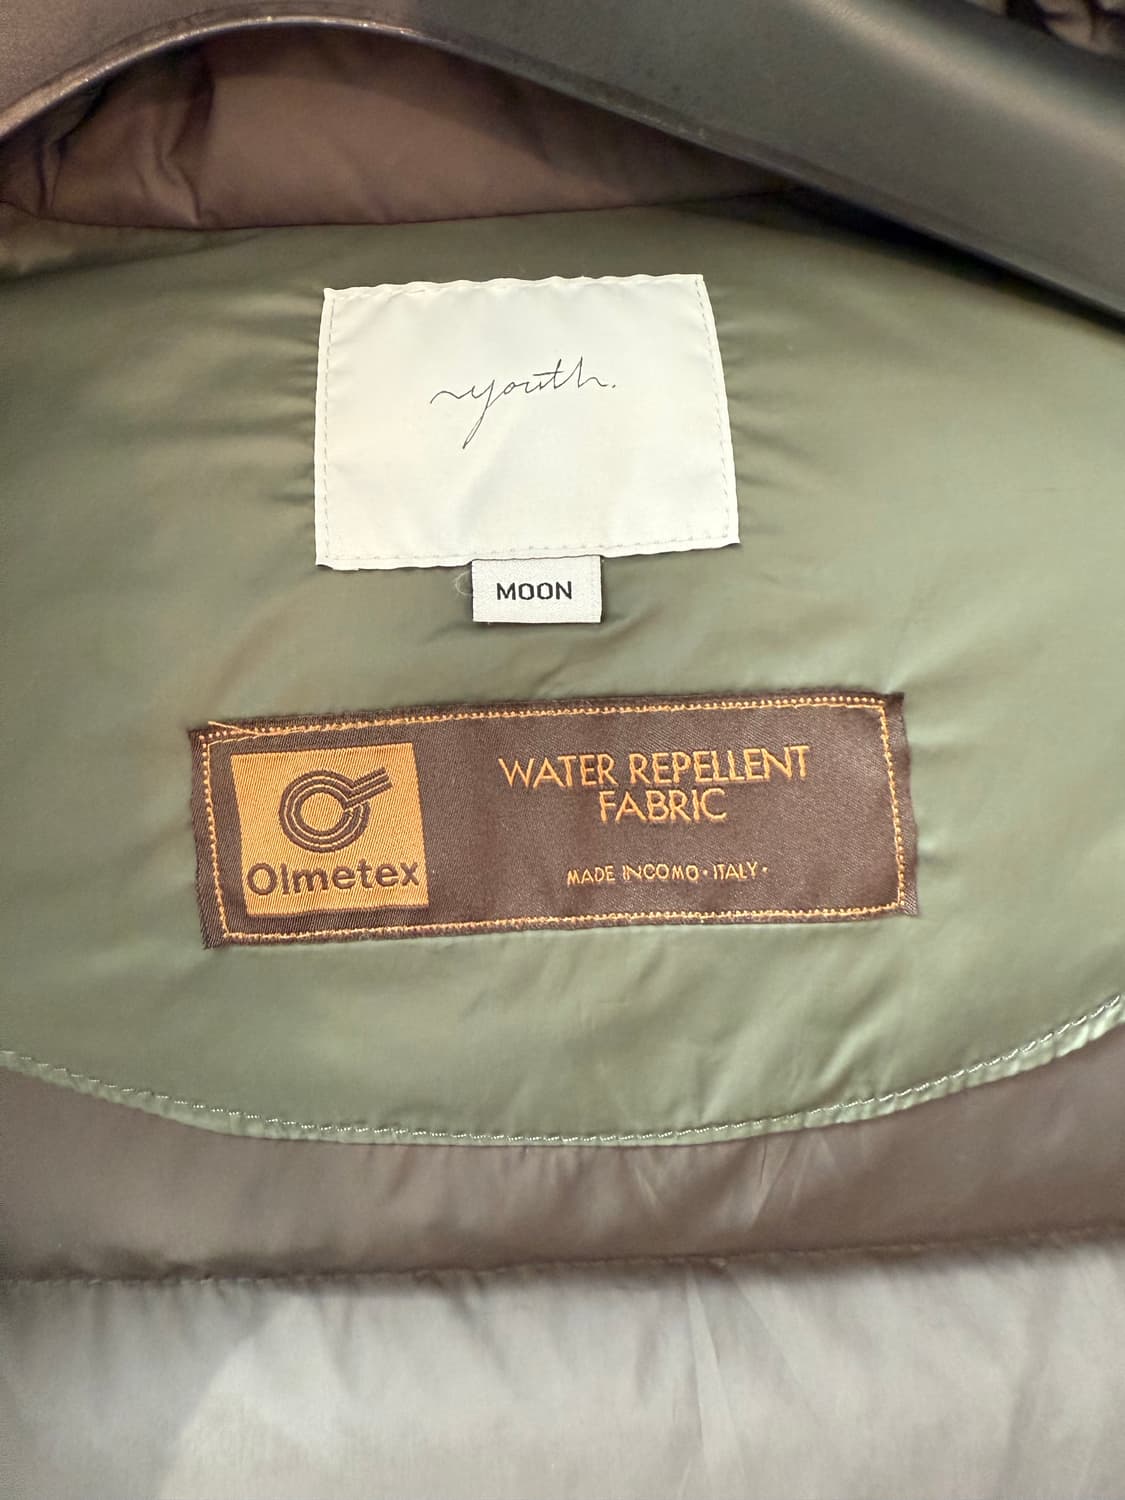 youth.
MOON
Olmetex
WATER REPELLENT
FABRIC
MADE IN COMO · ITALY ·